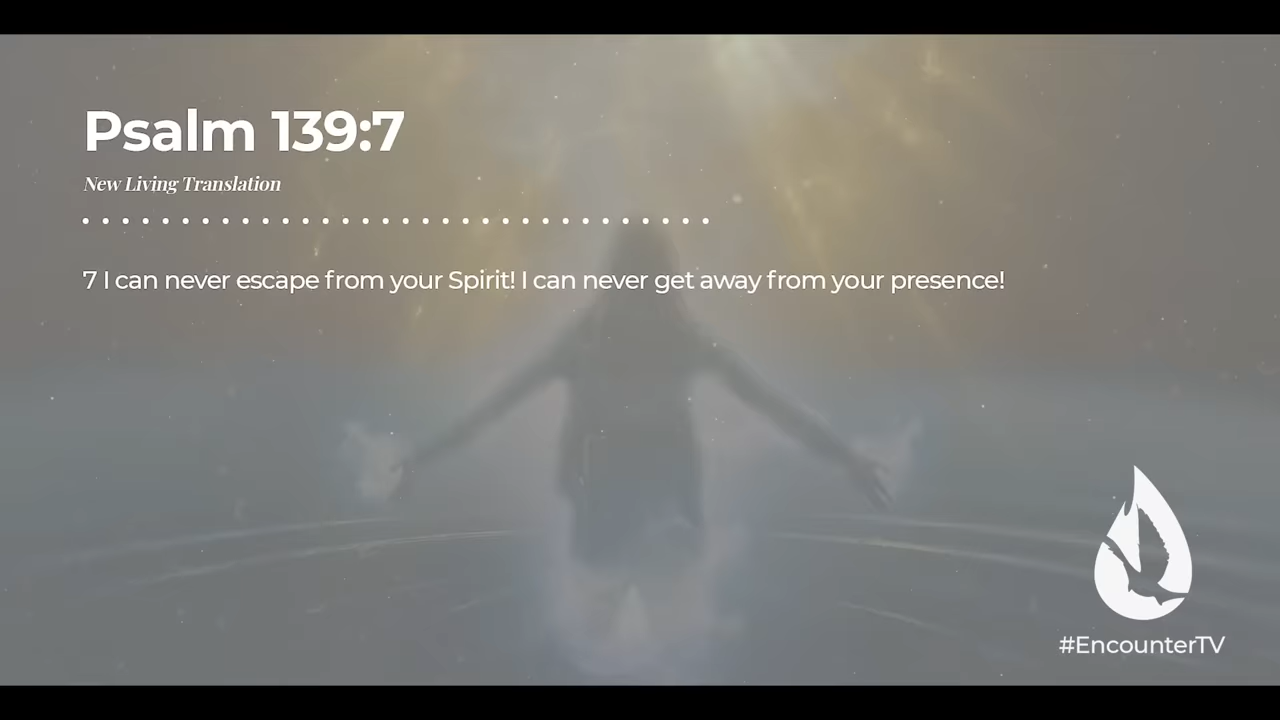 Psalm 139:7
New Living Translation
7 I can never escape from your Spirit! I can never get away from your presence!
#EncounterTV